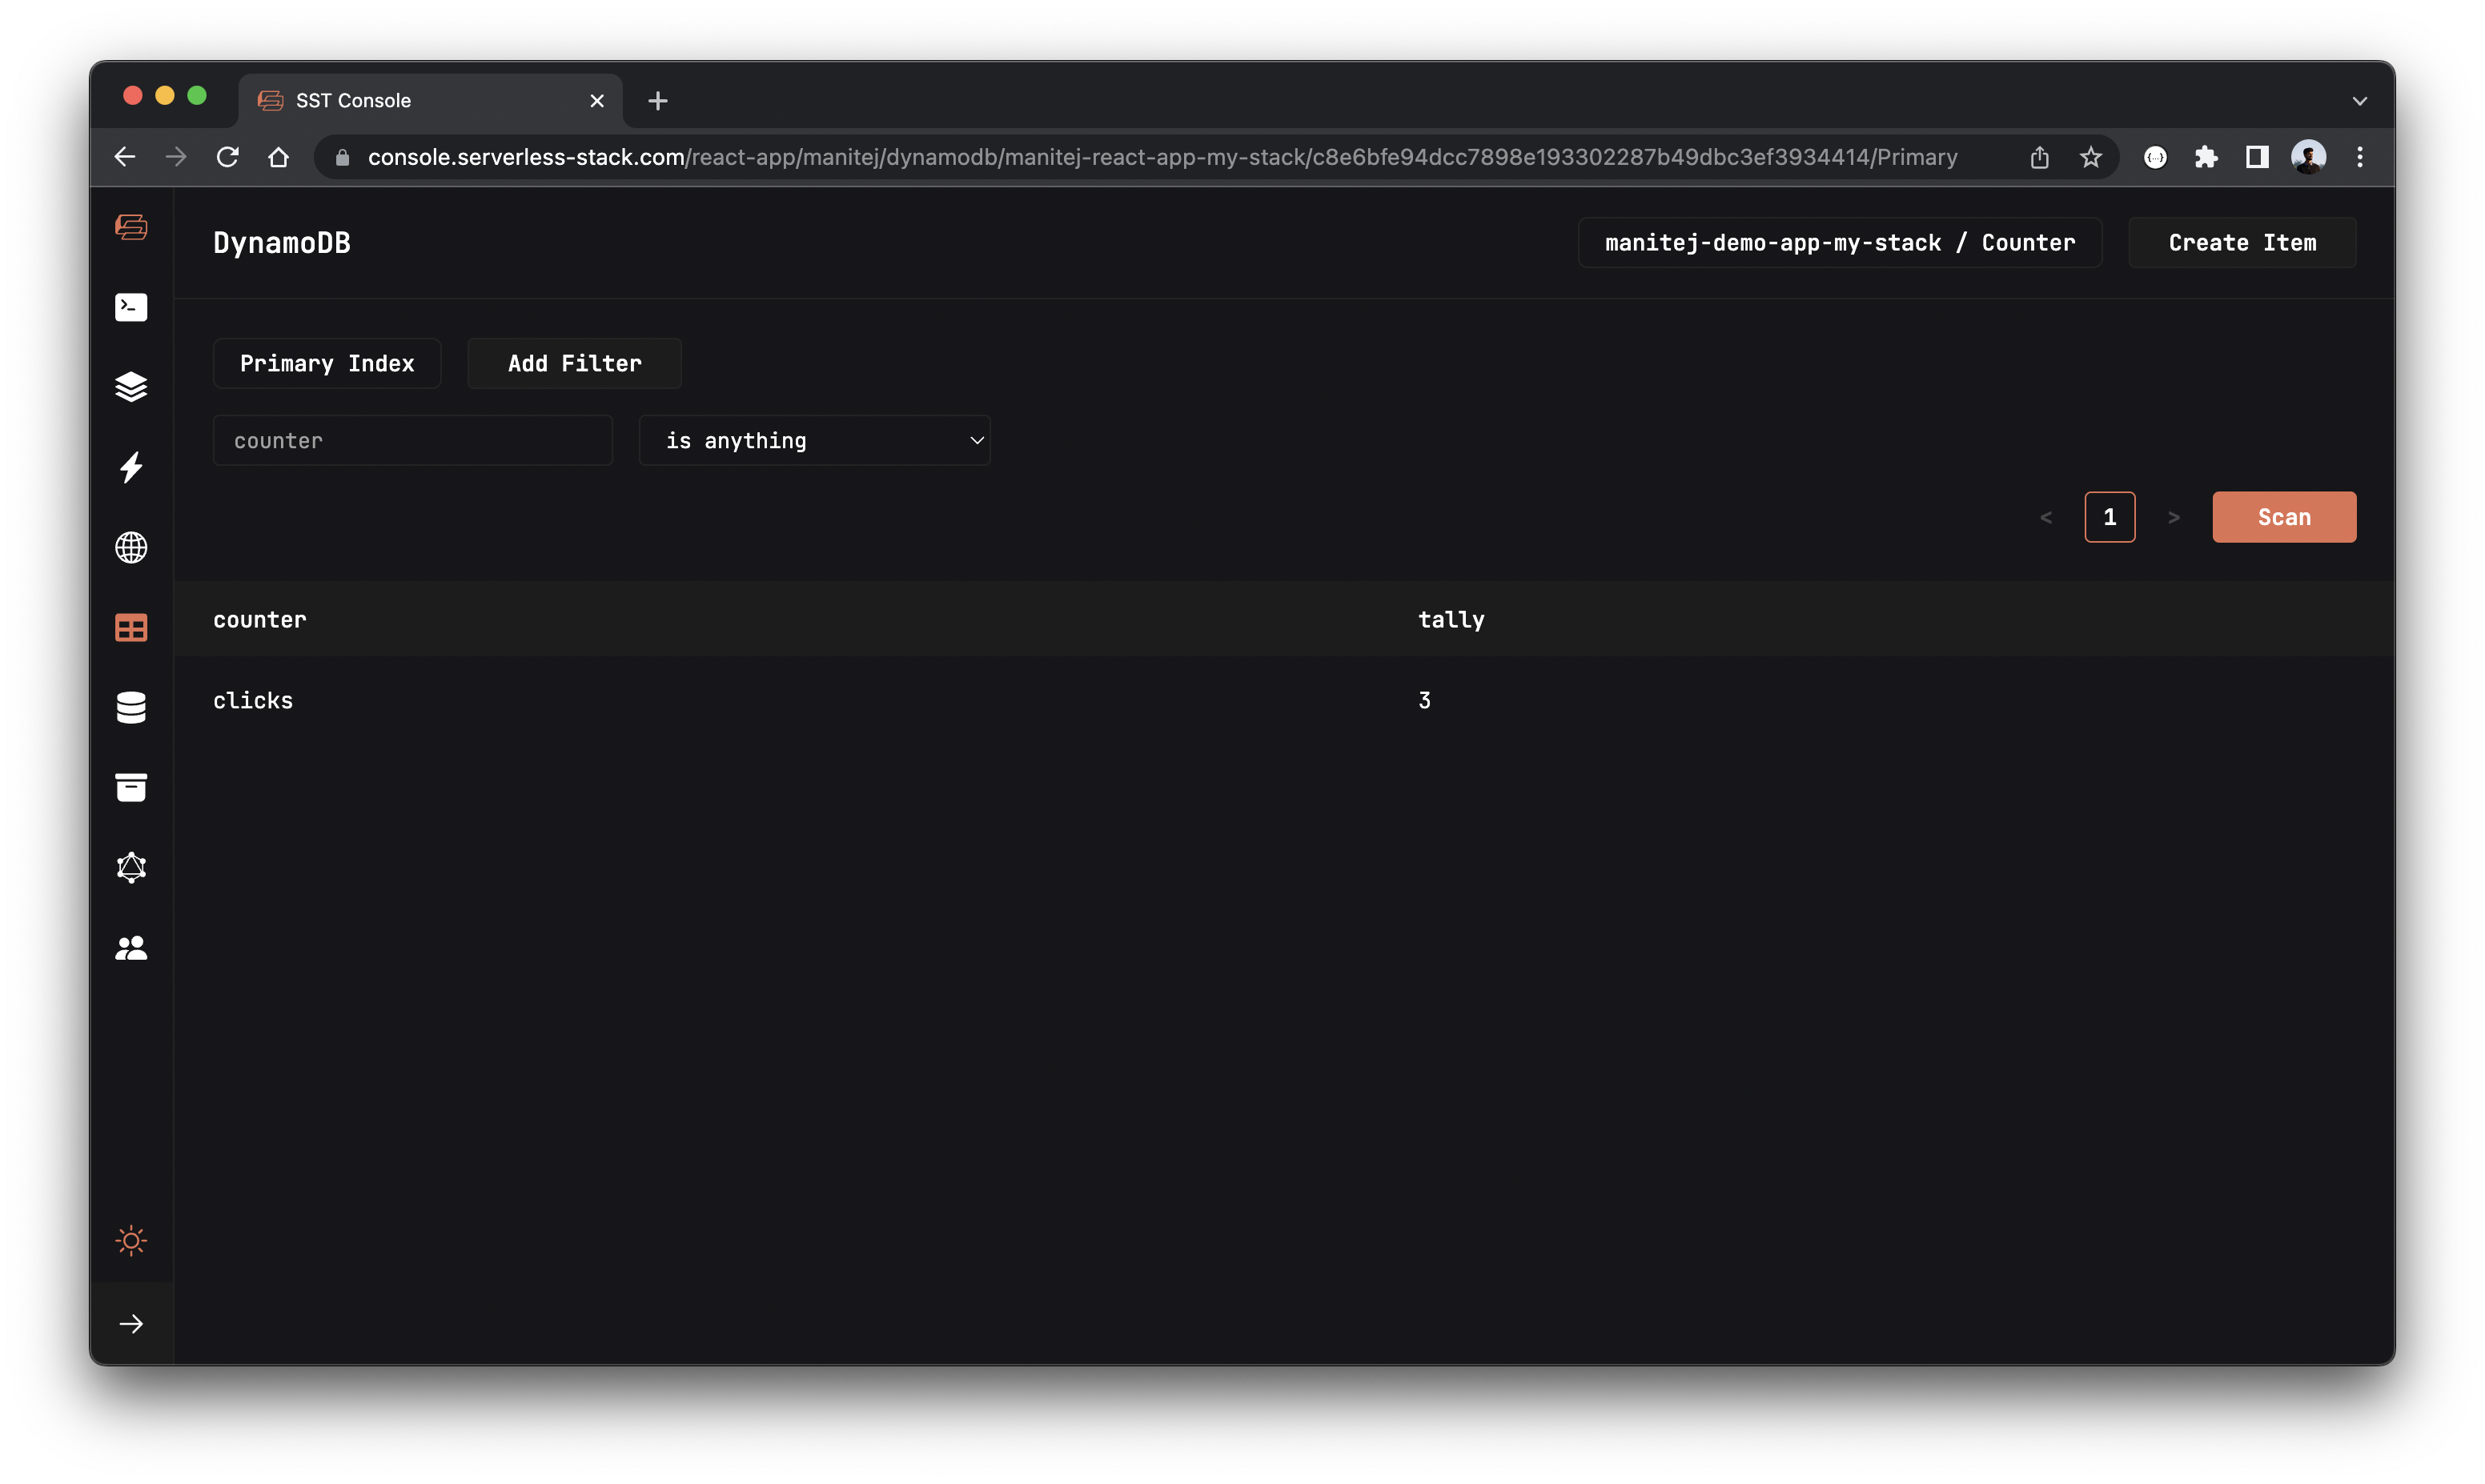 SST Console
console.serverless-stack.com/react-app/manitej/dynamodb/manitej-react-app-my-stack/c8e6bfe94dcc7898e193302287b49dbc3ef3934414/Primary
DynamoDB
manitej-demo-app-my-stack / Counter
Create Item
Primary Index
Add Filter
counter
is anything
< 1 >
Scan
counter tally
clicks 3